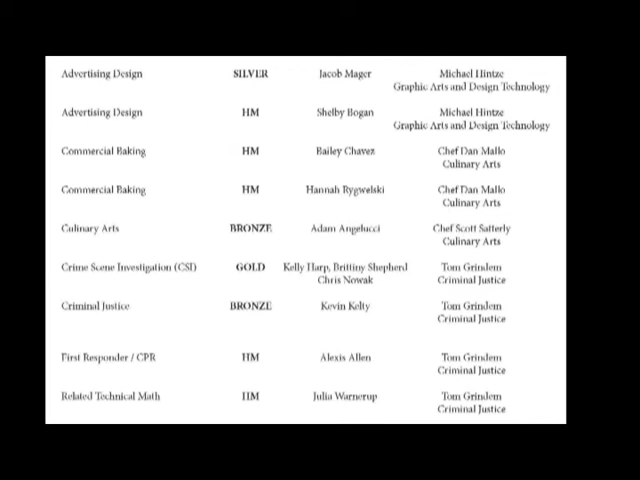 Advertising Design SILVER Jacob Mager Michael Hintze
Graphic Arts and Design Technology
Advertising Design HM Shelby Bogan Michael Hintze
Graphic Arts and Design Technology
Commercial Baking HM Bailey Chavez Chef Dan Mallo
Culinary Arts
Commercial Baking HM Hannah Rygwelski Chef Dan Mallo
Culinary Arts
Culinary Arts BRONZE Adam Angelucci Chef Scott Satterly
Culinary Arts
Crime Scene Investigation (CSI) GOLD Kelly Harp, Brittiny Shepherd Tom Grindem
Chris Nowak Criminal Justice
Criminal Justice BRONZE Kevin Kelty Tom Grindem
Criminal Justice
First Responder / CPR HM Alexis Allen Tom Grindem
Criminal Justice
Related Technical Math HM Julia Warnerup Tom Grindem
Criminal Justice